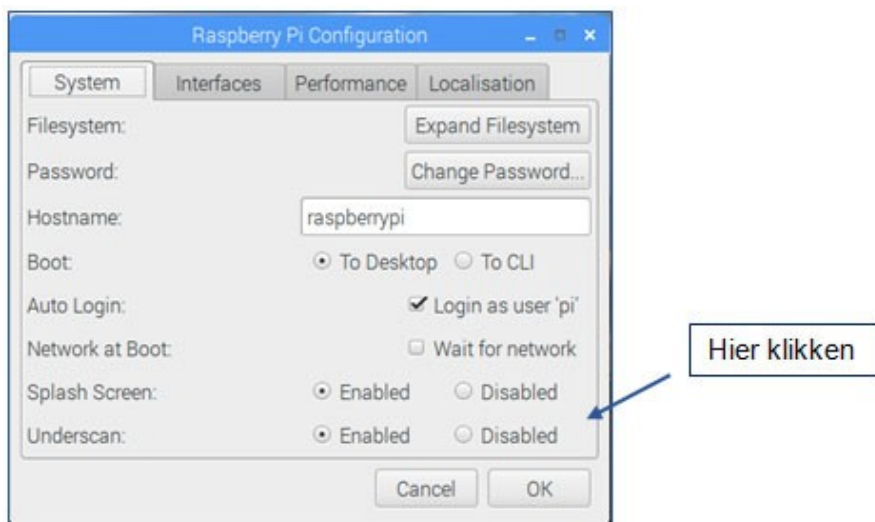 Raspberry Pi Configuration
System Interfaces Performance Localisation
Filesystem: Expand Filesystem
Password: Change Password...
Hostname: raspberrypi
Boot: To Desktop To CLI
Auto Login: Login as user 'pi'
Network at Boot: Wait for network
Hier klikken
Splash Screen: Enabled Disabled
Underscan: Enabled Disabled
Cancel OK